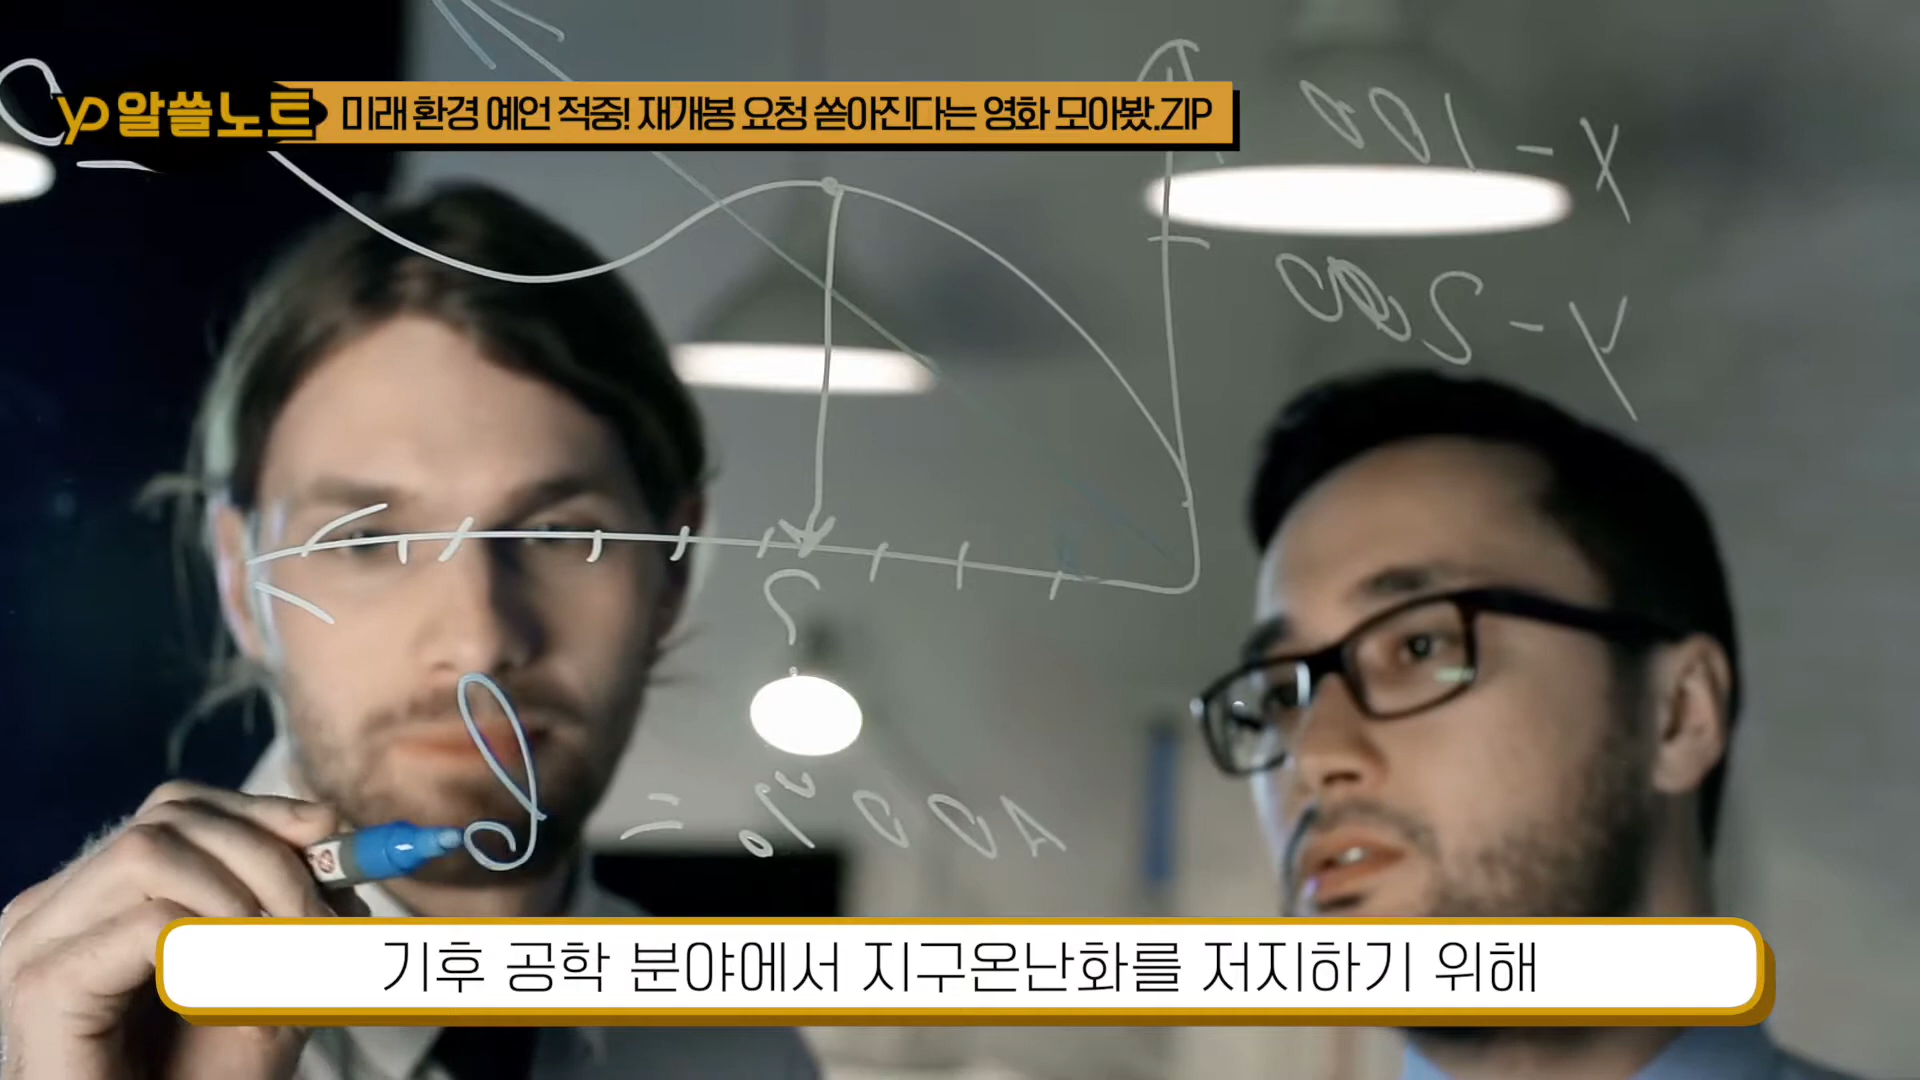 yp 알쓸노트 미래 환경 예언 적중! 재개봉 요청 쏟아진다는 영화 모아봤.ZIP
X - 100
Y - 200
?
기후 공학 분야에서 지구온난화를 저지하기 위해